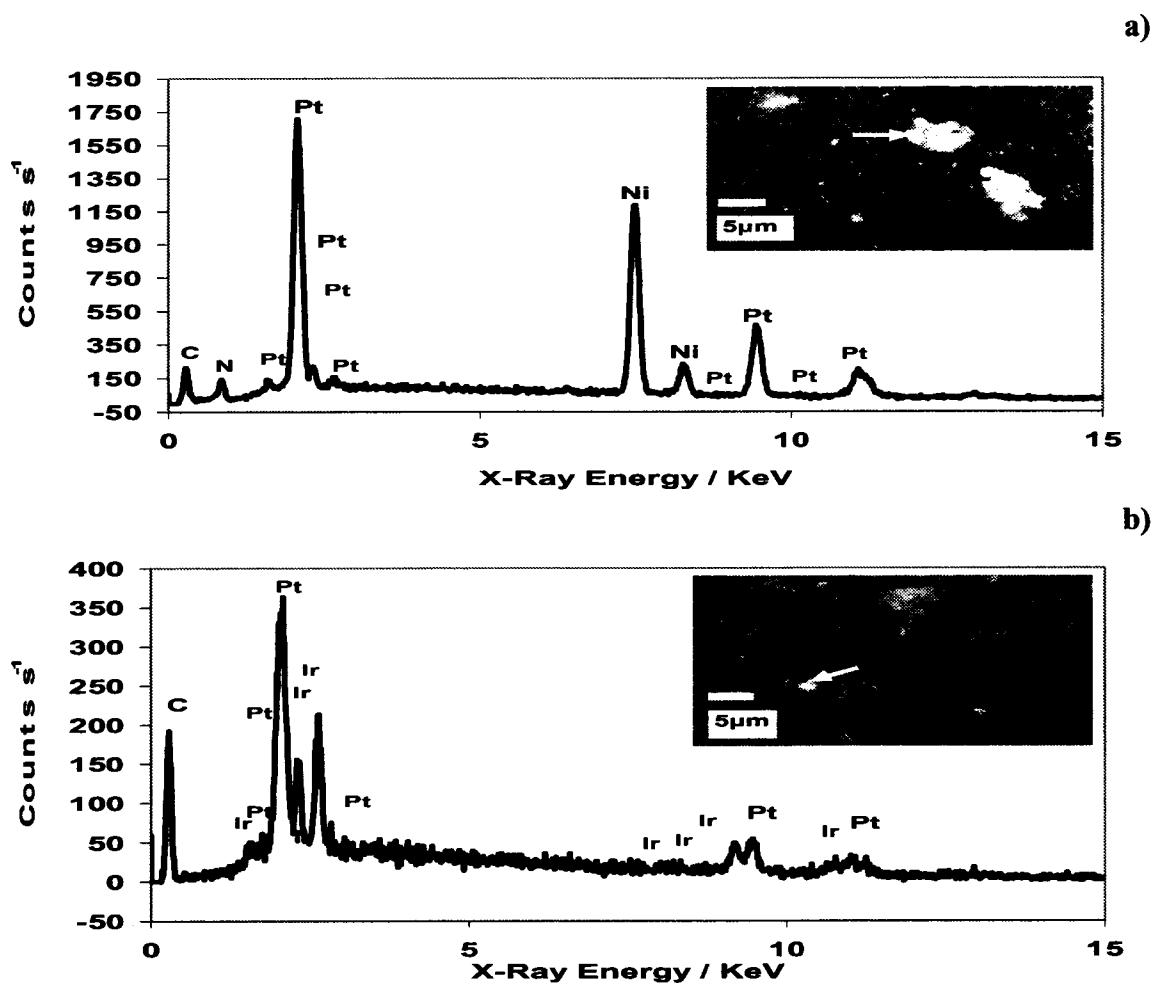 a)
1950
1750
1550
1350
1150
950
750
550
350
150
-50
Counts s⁻¹
Pt
Pt
Pt
C
N
Pt
Pt
Ni
Ni
Pt
Pt
Pt
Pt
5µm
0 5 10 15
X-Ray Energy / KeV
b)
400
350
300
250
200
150
100
50
0
-50
Counts s⁻¹
C
Pt
Ir
Ir
Pt
Ir
Pt
Pt
Ir
Ir
Ir
Pt
Ir
Pt
5µm
0 5 10 15
X-Ray Energy / KeV